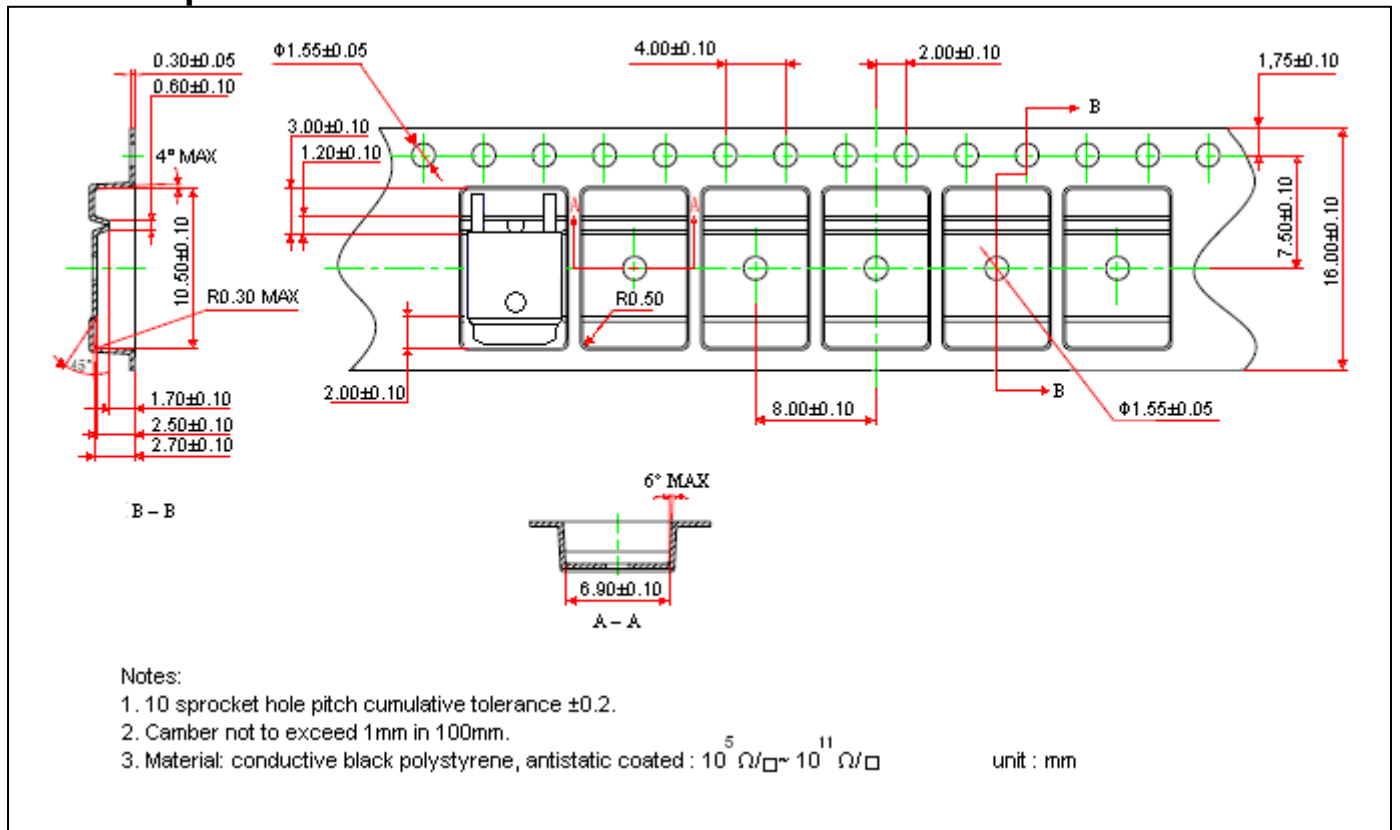 0.30±0.05
0.60±0.10
Φ1.55±0.05
4.00±0.10
2.00±0.10
1,75±0.10
B
3.00±0.10
1.20±0.10
4° MAX
A
A
10.50±0.10
7.50±0.10
16.00±0.10
R0.30 MAX
R0.50
45°
2.00±0.10
1.70±0.10
2.50±0.10
2.70±0.10
8.00±0.10
B
Φ1.55±0.05
B – B
6° MAX
6.90±0.10
A – A
Notes:
1. 10 sprocket hole pitch cumulative tolerance ±0.2.
2. Camber not to exceed 1mm in 100mm.
3. Material: conductive black polystyrene, antistatic coated : 10⁵ Ω/□~ 10¹¹ Ω/□ unit : mm